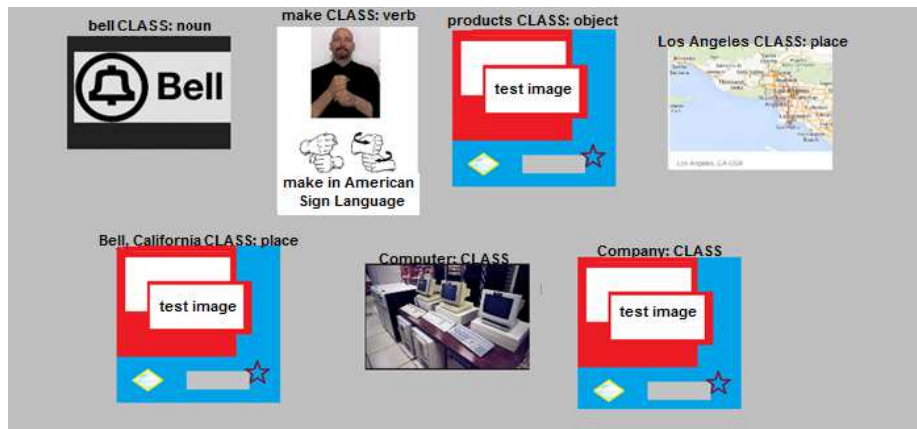 bell CLASS: noun
make CLASS: verb
products CLASS: object
Los Angeles CLASS: place
Bell
test image
make in American
Sign Language
Los Angeles, CA USA
Bell, California CLASS: place
Computer: CLASS
Company: CLASS
test image
test image